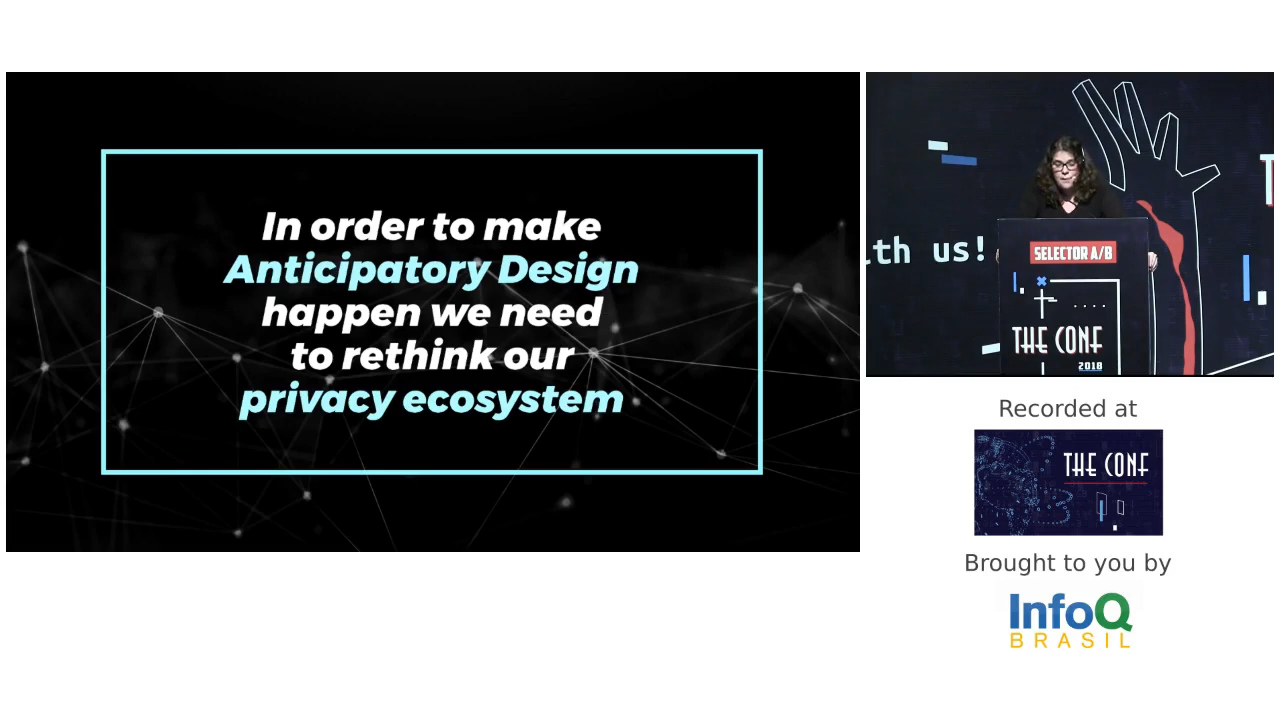 In order to make
Anticipatory Design
happen we need
to rethink our
privacy ecosystem
th us!
SELECTOR A/B
THE CONF
2018
Recorded at
THE CONF
Brought to you by
InfoQ
BRASIL